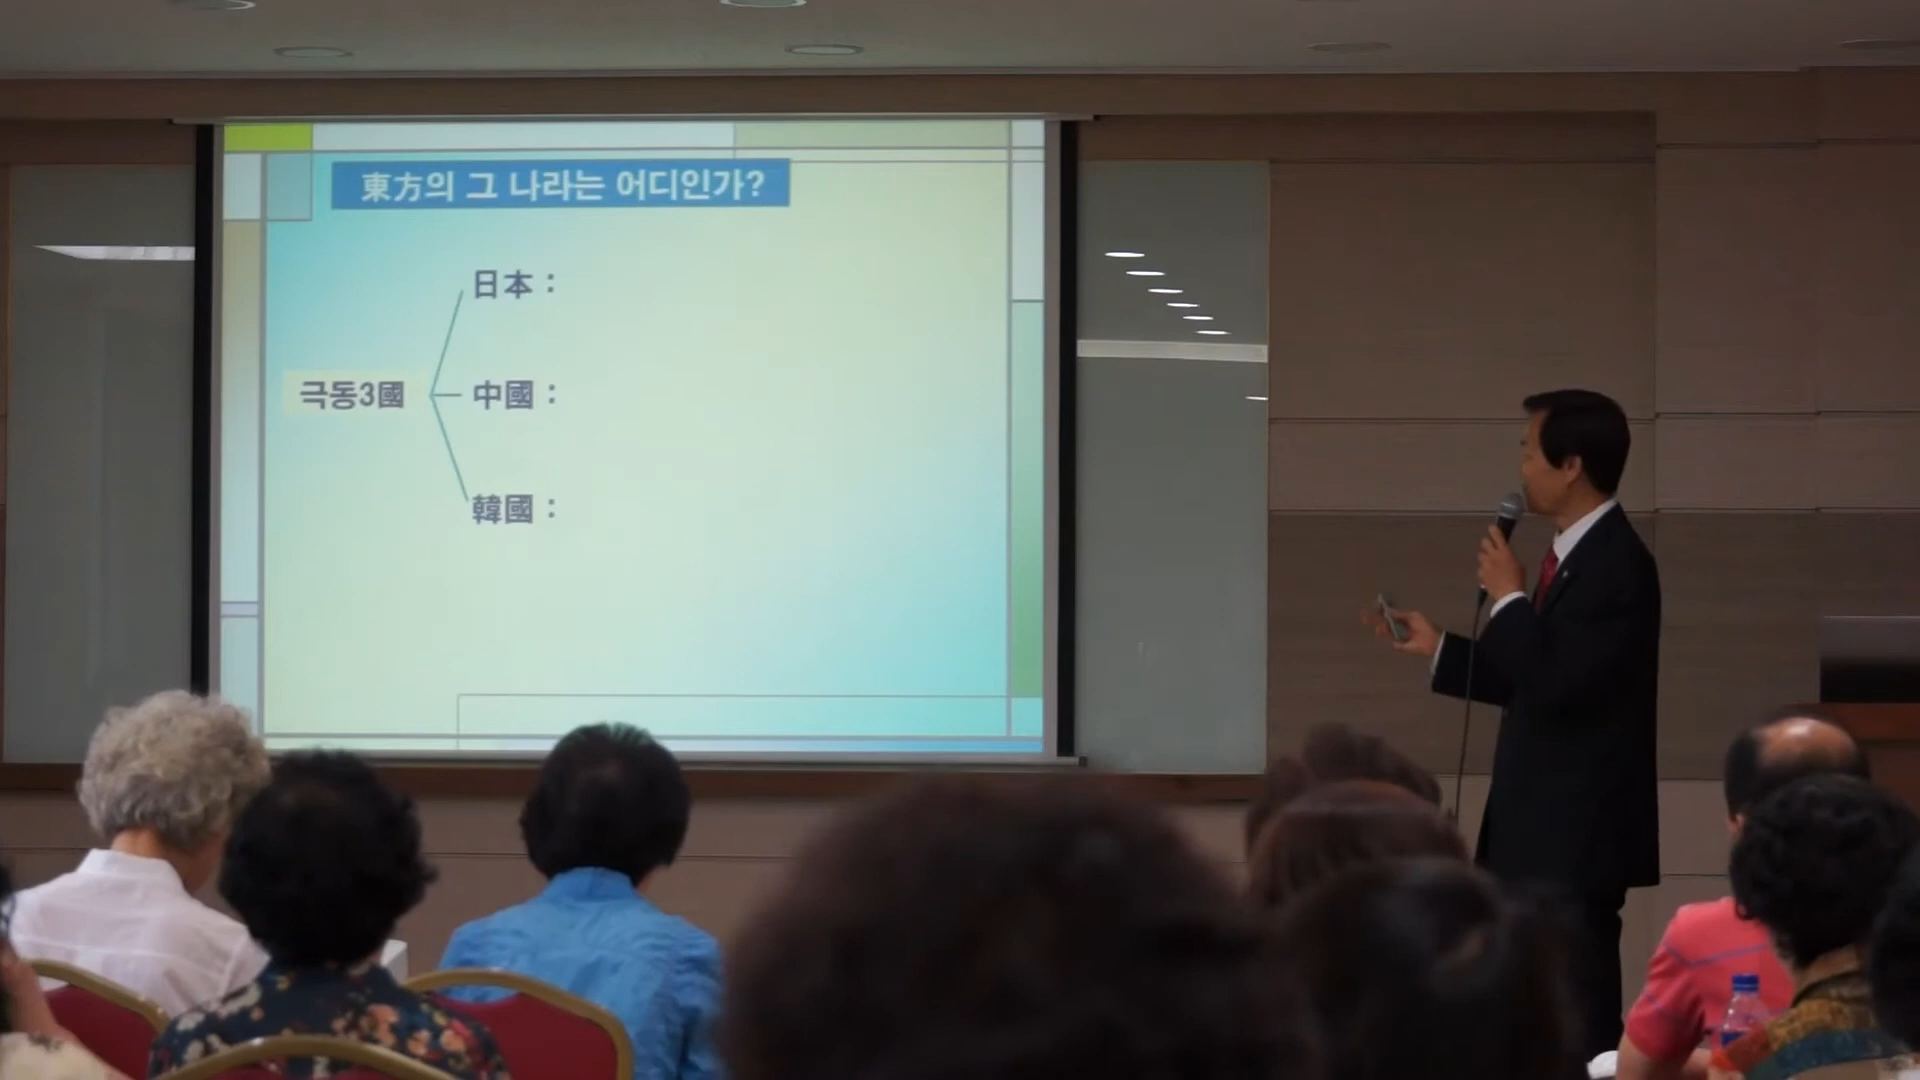 東方의 그 나라는 어디인가?
日本 :
극동3國
中國 :
韓國 :